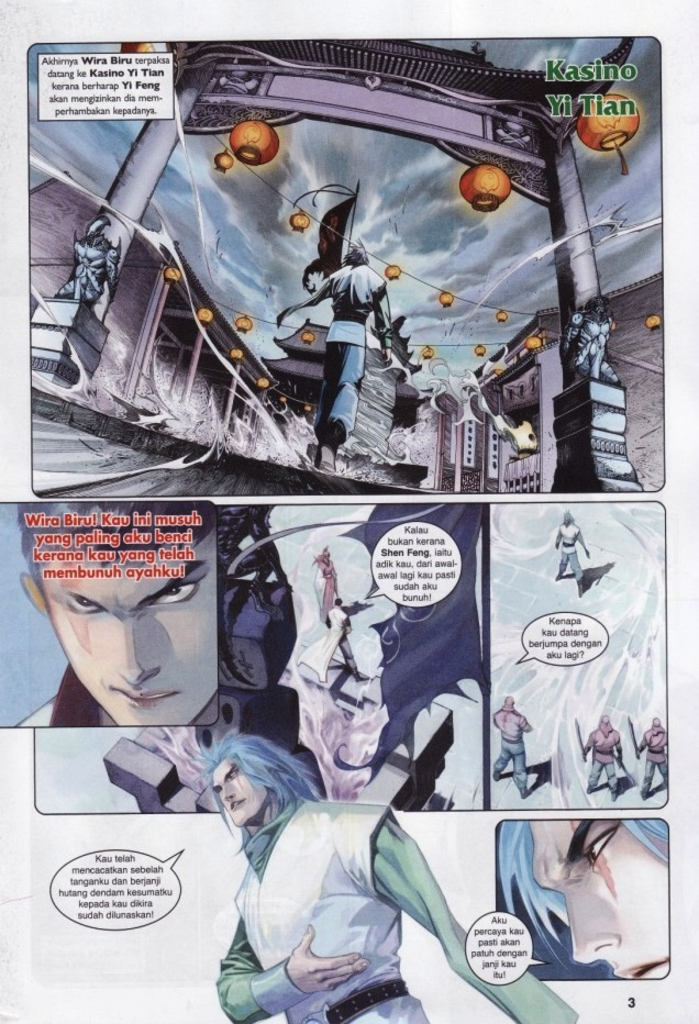 Akhirnya Wira Biru terpaksa
datang ke Kasino Yi Tian
kerana berharap Yi Feng
akan mengizinkan dia mem-
perhambakan kepadanya.
Kasino
Yi Tian
Wira Biru! Kau ini musuh
yang paling aku benci
kerana kau yang telah
membunuh ayahku!
Kalau
bukan kerana
Shen Feng, iaitu
adik kau, dari awal-
awal lagi kau pasti
sudah aku
bunuh!
Kenapa
kau datang
berjumpa dengan
aku lagi?
Kau telah
mencacatkan sebelah
tanganku dan berjanji
hutang dendam kesumatku
kepada kau dikira
sudah dilunaskan!
Aku
percaya kau
pasti akan
patuh dengan
janji kau
itu!
3